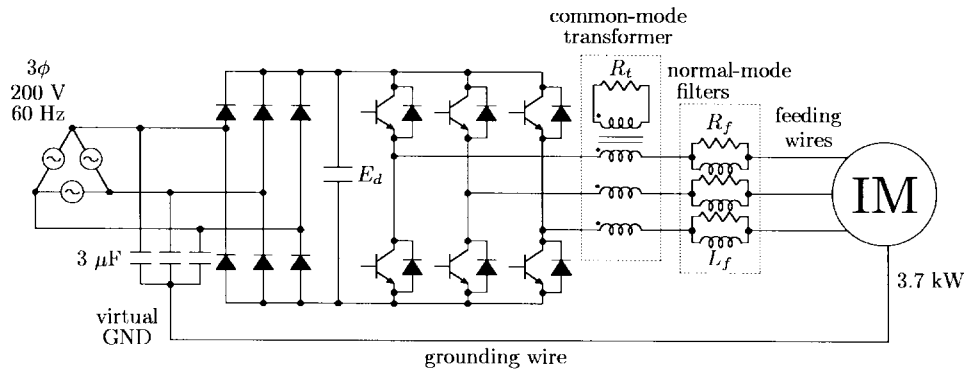 common-mode
transformer
3ϕ
200 V
60 Hz
R_t
normal-mode
filters
R_f
feeding
wires
E_d
IM
3 μF
L_f
3.7 kW
virtual
GND
grounding wire